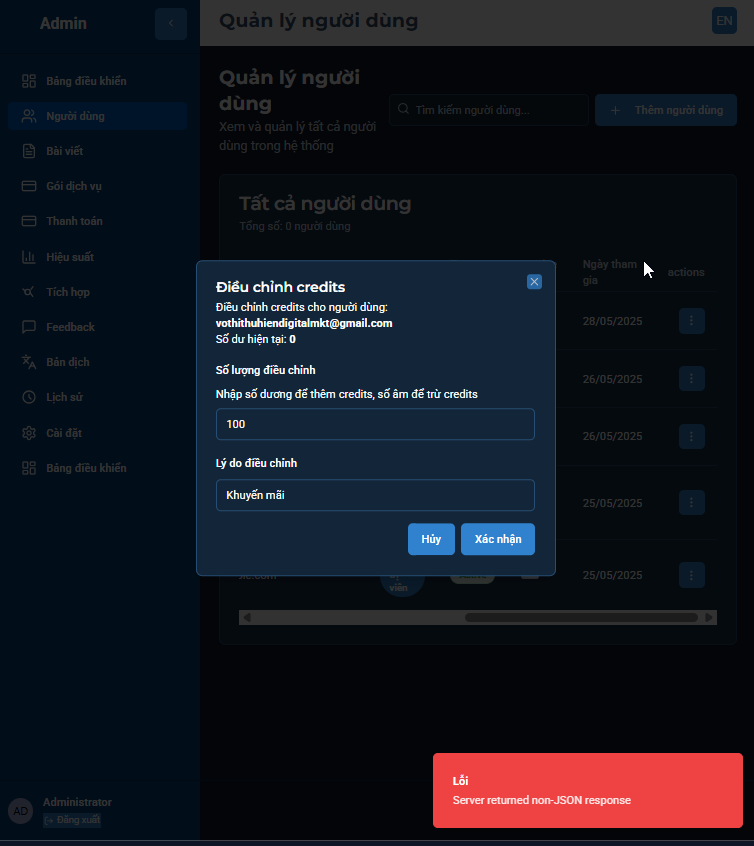 Admin
Quản lý người dùng
EN
Bảng điều khiển
Người dùng
Bài viết
Gói dịch vụ
Thanh toán
Hiệu suất
Tích hợp
Feedback
Bản dịch
Lịch sử
Cài đặt
Bảng điều khiển
Quản lý người
dùng
Xem và quản lý tất cả người
dùng trong hệ thống
Tìm kiếm người dùng...
+ Thêm người dùng
Tất cả người dùng
Tổng số: 0 người dùng
Ngày tham
gia
actions
28/05/2025
26/05/2025
26/05/2025
25/05/2025
25/05/2025
viên
Điều chỉnh credits
Điều chỉnh credits cho người dùng:
vothithuhiendigitalmkt@gmail.com
Số dư hiện tại: 0
Số lượng điều chỉnh
Nhập số dương để thêm credits, số âm để trừ credits
100
Lý do điều chỉnh
Khuyến mãi
Hủy
Xác nhận
Lỗi
Server returned non-JSON response
AD
Administrator
Đăng xuất